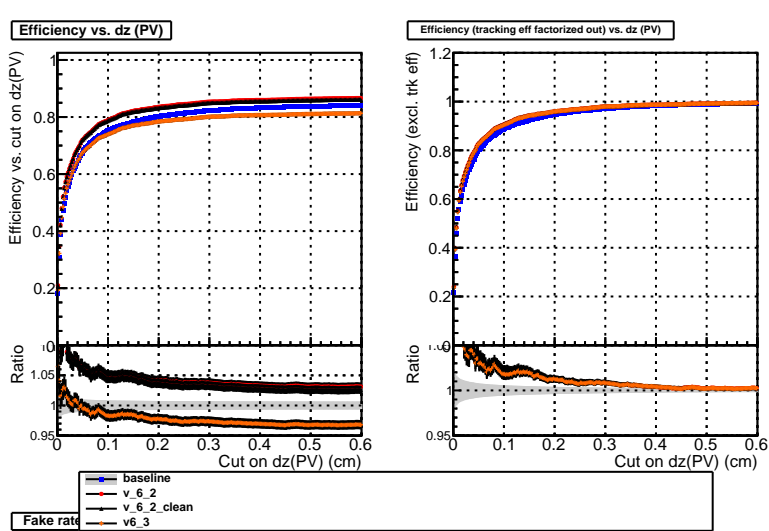 Efficiency vs. dz (PV)
Efficiency vs. cut on dz(PV)
1
0.8
0.6
0.4
0.2
0
Ratio
1.05
1
0.95
0 0.1 0.2 0.3 0.4 0.5 0.6
Cut on dz(PV) (cm)
Efficiency (tracking eff factorized out) vs. dz (PV)
Efficiency (excl. trk eff)
1.2
1
0.8
0.6
0.4
0.2
0
Ratio
1
0.95
0 0.1 0.2 0.3 0.4 0.5 0.6
Cut on dz(PV) (cm)
baseline
v_6_2
v_6_2_clean
v6_3
Fake rate